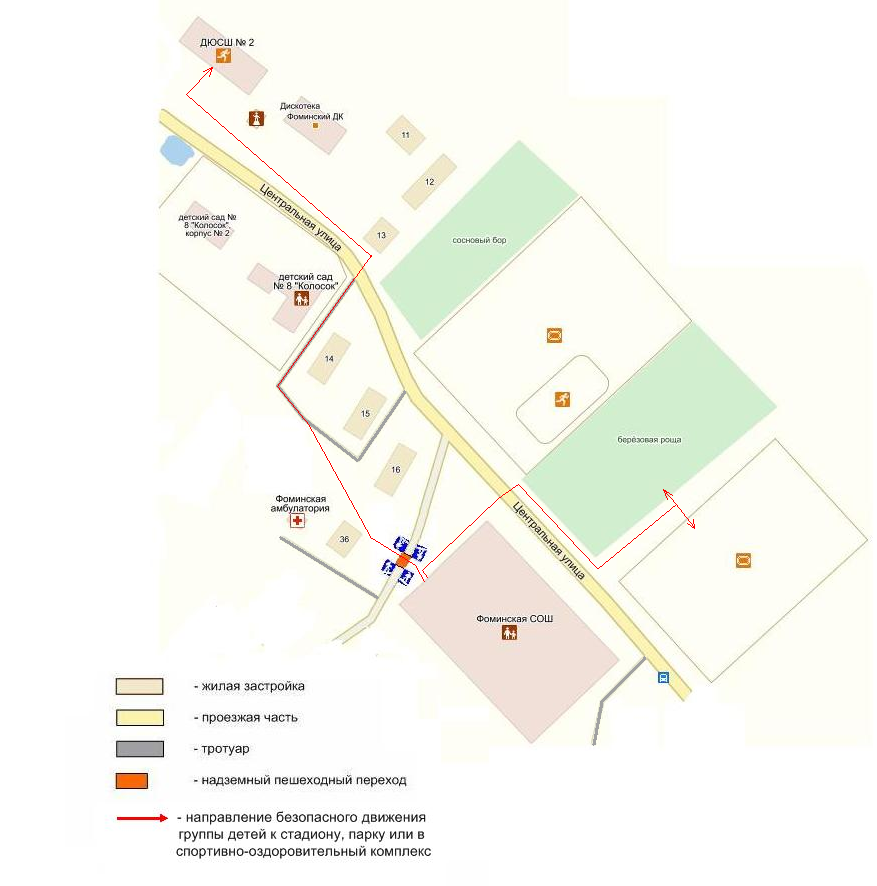 ДЮСШ № 2
Дискотека
Фоминский ДК
11
12
13
Центральная улица
детский сад №
8 "Колосок",
корпус № 2
детский сад
№ 8 "Колосок"
сосновый бор
14
15
16
берёзовая роща
Фоминская
амбулатория
36
Центральная улица
Фоминская СОШ
- жилая застройка
- проезжая часть
- тротуар
- надземный пешеходный переход
- направление безопасного движения
группы детей к стадиону, парку или в
спортивно-оздоровительный комплекс